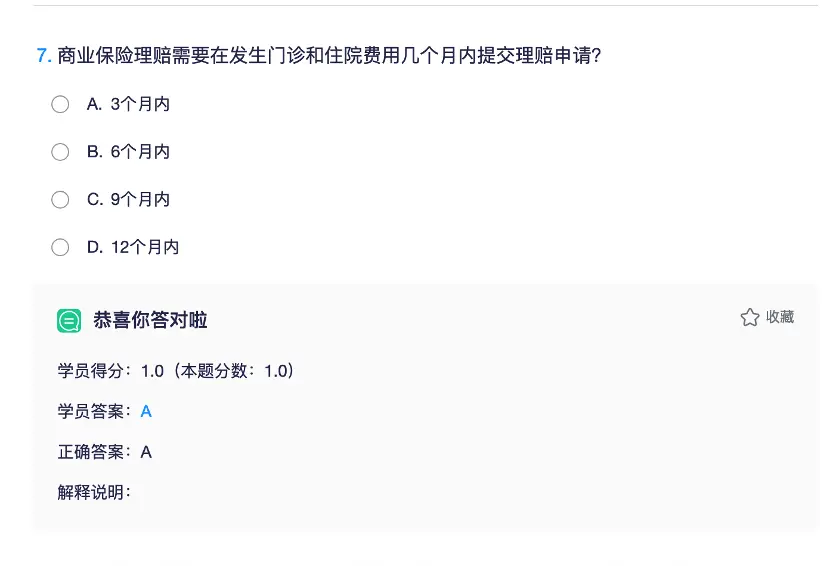 7. 商业保险理赔需要在发生门诊和住院费用几个月内提交理赔申请?
A. 3个月内
B. 6个月内
C. 9个月内
D. 12个月内
恭喜你答对啦
收藏
学员得分：1.0（本题分数：1.0）
学员答案：A
正确答案：A
解释说明：